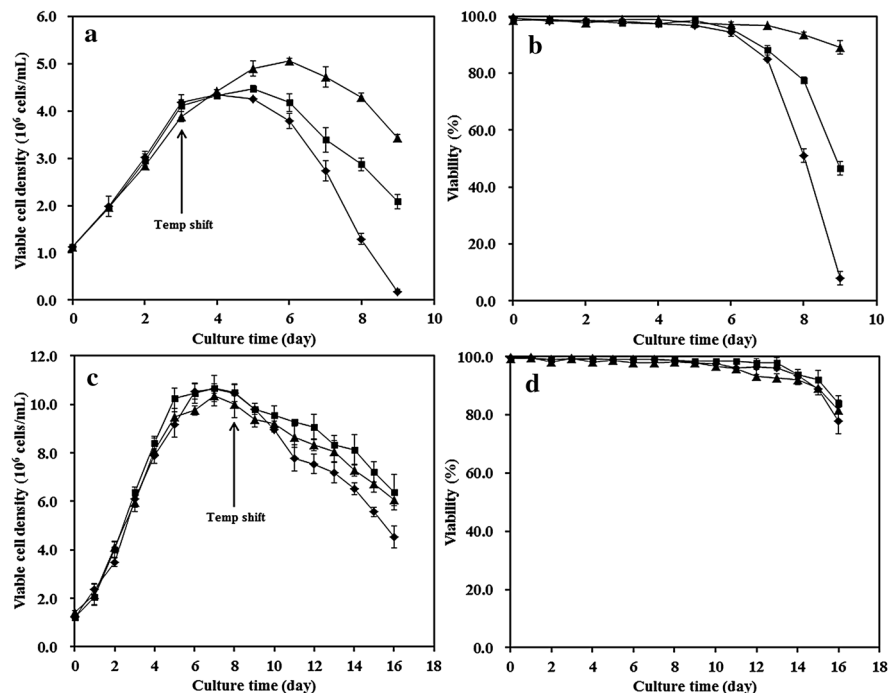 a
Viable cell density (10⁶ cells/mL)
6.0
5.0
4.0
3.0
2.0
1.0
0.0
Temp shift
0 2 4 6 8 10
Culture time (day)
b
Viability (%)
100.0
80.0
60.0
40.0
20.0
0.0
0 2 4 6 8 10
Culture time (day)
c
Viable cell density (10⁶ cells/mL)
12.0
10.0
8.0
6.0
4.0
2.0
0.0
Temp shift
0 2 4 6 8 10 12 14 16 18
Culture time (day)
d
Viability (%)
100.0
80.0
60.0
40.0
20.0
0.0
0 2 4 6 8 10 12 14 16 18
Culture time (day)